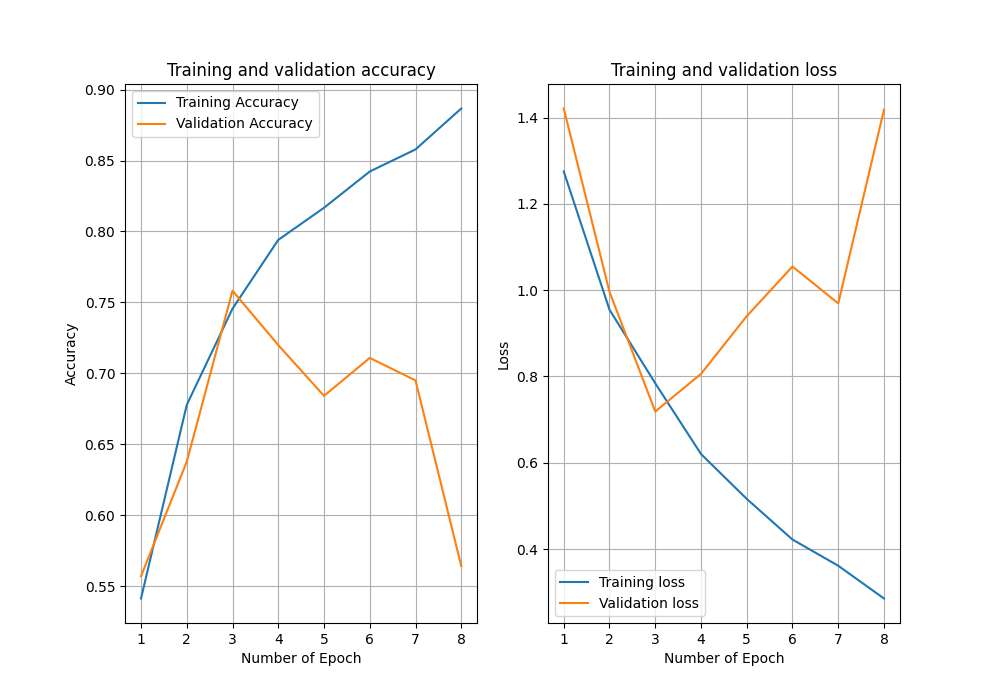 Training and validation accuracy
0.90
0.85
0.80
0.75
0.70
0.65
0.60
0.55
Accuracy
Training Accuracy
Validation Accuracy
1 2 3 4 5 6 7 8
Number of Epoch
Training and validation loss
1.4
1.2
1.0
0.8
0.6
0.4
Loss
Training loss
Validation loss
1 2 3 4 5 6 7 8
Number of Epoch